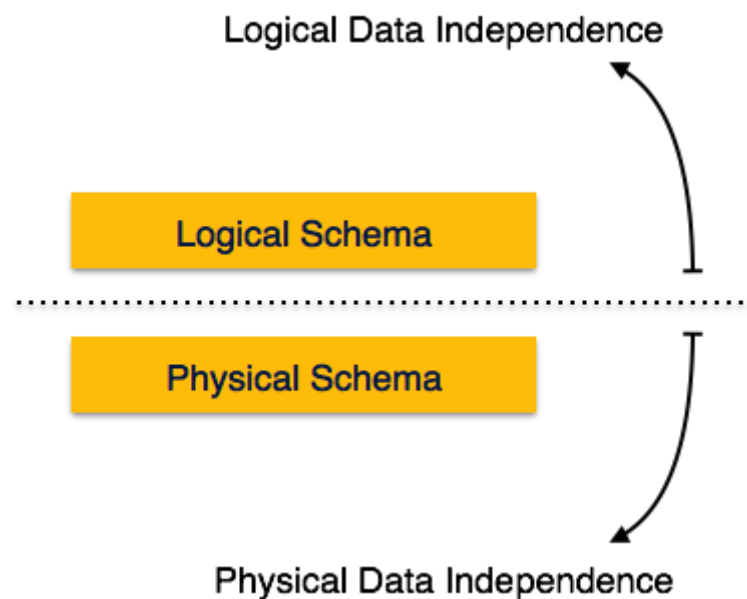 Logical Data Independence
Logical Schema
Physical Schema
Physical Data Independence